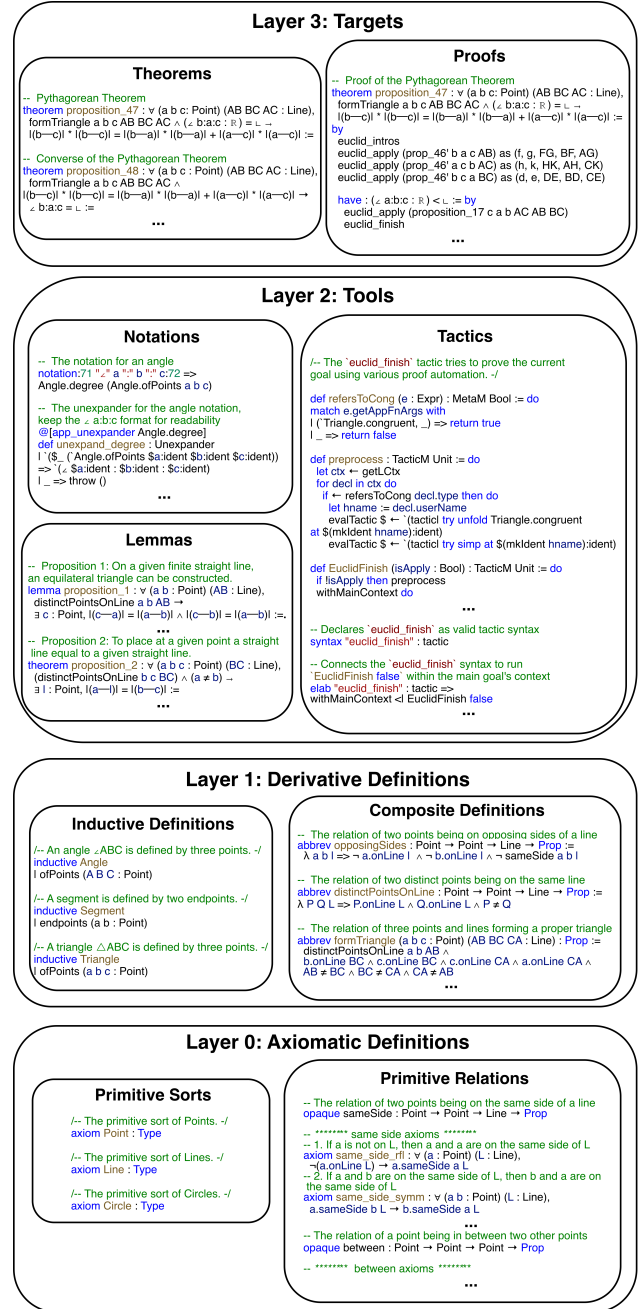 Layer 3: Targets
Theorems
-- Pythagorean Theorem
theorem proposition_47 : ∀ (a b c: Point) (AB BC AC : Line),
formTriangle a b c AB BC AC ∧ (∠ b:a:c : ℝ) = ∟ →
|(b—c)| * |(b—c)| = |(b—a)| * |(b—a)| + |(a—c)| * |(a—c)| :=
-- Converse of the Pythagorean Theorem
theorem proposition_48 : ∀ (a b c : Point) (AB BC AC : Line),
formTriangle a b c AB BC AC ∧
|(b—c)| * |(b—c)| = |(b—a)| * |(b—a)| + |(a—c)| * |(a—c)| →
∠ b:a:c = ∟ :=
...
Proofs
-- Proof of the Pythagorean Theorem
theorem proposition_47 : ∀ (a b c: Point) (AB BC AC : Line),
formTriangle a b c AB BC AC ∧ (∠ b:a:c : ℝ) = ∟ →
|(b—c)| * |(b—c)| = |(b—a)| * |(b—a)| + |(a—c)| * |(a—c)| :=
by
euclid_intros
euclid_apply (prop_46' b a c AB) as (f, g, FG, BF, AG)
euclid_apply (prop_46' a c b AC) as (h, k, HK, AH, CK)
euclid_apply (prop_46' b c a BC) as (d, e, DE, BD, CE)
have : (∠ a:b:c : ℝ) < ∟ := by
euclid_apply (proposition_17 c a b AC AB BC)
euclid_finish
...
Layer 2: Tools
Notations
-- The notation for an angle
notation:71 "∠" a ":" b ":" c:72 =>
Angle.degree (Angle.ofPoints a b c)
-- The unexpander for the angle notation,
keep the ∠ a:b:c format for readability
@[app_unexpander Angle.degree]
def unexpand_degree : Unexpander
| `($_ (`Angle.ofPoints $a:ident $b:ident $c:ident))
=> `(∠ $a:ident : $b:ident : $c:ident)
| _ => throw ()
...
Lemmas
-- Proposition 1: On a given finite straight line,
an equilateral triangle can be constructed.
lemma proposition_1 : ∀ (a b : Point) (AB : Line),
distinctPointsOnLine a b AB →
∃ c : Point, |(c—a)| = |(a—b)| ∧ |(c—b)| = |(a—b)| :=.
...
-- Proposition 2: To place at a given point a straight
line equal to a given straight line.
theorem proposition_2 : ∀ (a b c : Point) (BC : Line),
(distinctPointsOnLine b c BC) ∧ (a ≠ b) →
∃ l : Point, |(a—l)| = |(b—c)| :=
...
Tactics
/-- The `euclid_finish` tactic tries to prove the current
goal using various proof automation. -/
def refersToCong (e : Expr) : MetaM Bool := do
match e.getAppFnArgs with
| (`Triangle.congruent, _) => return true
| _ => return false
def preprocess : TacticM Unit := do
let ctx ← getLCtx
for decl in ctx do
if ← refersToCong decl.type then do
let hname := decl.userName
evalTactic $ ← `(tactic| try unfold Triangle.congruent
at $(mkIdent hname):ident)
evalTactic $ ← `(tactic| try simp at $(mkIdent hname):ident)
def EuclidFinish (isApply : Bool) : TacticM Unit := do
if !isApply then preprocess
withMainContext do
...
-- Declares `euclid_finish` as valid tactic syntax
syntax "euclid_finish" : tactic
-- Connects the `euclid_finish` syntax to run
`EuclidFinish false` within the main goal's context
elab "euclid_finish" : tactic =>
withMainContext <| EuclidFinish false
...
Layer 1: Derivative Definitions
Inductive Definitions
/-- An angle ∠ABC is defined by three points. -/
inductive Angle
| ofPoints (A B C : Point)
/-- A segment is defined by two endpoints. -/
inductive Segment
| endpoints (a b : Point)
/-- A triangle △ABC is defined by three points. -/
inductive Triangle
| ofPoints (a b c : Point)
Composite Definitions
-- The relation of two points being on opposing sides of a line
abbrev opposingSides : Point → Point → Line → Prop :=
λ a b l => ¬ a.onLine l ∧ ¬ b.onLine l ∧ ¬ sameSide a b l
-- The relation of two distinct points being on the same line
abbrev distinctPointsOnLine : Point → Point → Line → Prop :=
λ P Q L => P.onLine L ∧ Q.onLine L ∧ P ≠ Q
-- The relation of three points and lines forming a proper triangle
abbrev formTriangle (a b c : Point) (AB BC CA : Line) : Prop :=
distinctPointsOnLine a b AB ∧
b.onLine BC ∧ c.onLine BC ∧ c.onLine CA ∧ a.onLine CA ∧
AB ≠ BC ∧ BC ≠ CA ∧ CA ≠ AB
...
Layer 0: Axiomatic Definitions
Primitive Sorts
/-- The primitive sort of Points. -/
axiom Point : Type
/-- The primitive sort of Lines. -/
axiom Line : Type
/-- The primitive sort of Circles. -/
axiom Circle : Type
Primitive Relations
-- The relation of two points being on the same side of a line
opaque sameSide : Point → Point → Line → Prop
-- ******** same side axioms ********
-- 1. If a is not on L, then a and a are on the same side of L
axiom same_side_rfl : ∀ (a : Point) (L : Line),
¬(a.onLine L) → a.sameSide a L
-- 2. If a and b are on the same side of L, then b and a are on
the same side of L
axiom same_side_symm : ∀ (a b : Point) (L : Line),
a.sameSide b L → b.sameSide a L
...
-- The relation of a point being in between two other points
opaque between : Point → Point → Point → Prop
-- ******** between axioms ********
...